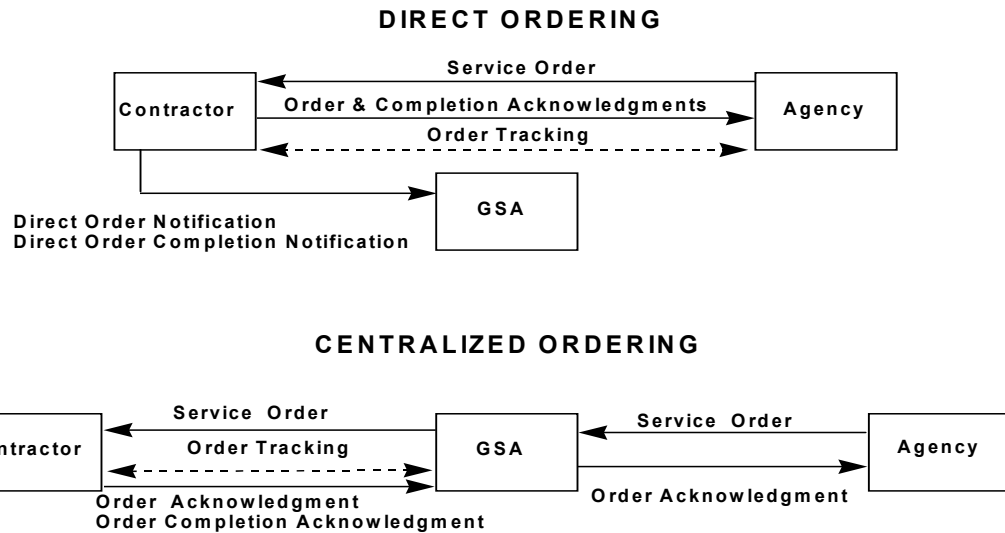 DIRECT ORDERING
Service Order
Contractor
Order & Completion Acknowledgments
Agency
Order Tracking
GSA
Direct Order Notification
Direct Order Completion Notification
CENTRALIZED ORDERING
Service Order
Service Order
ntractor
Order Tracking
GSA
Agency
Order Acknowledgment
Order Acknowledgment
Order Completion Acknowledgment